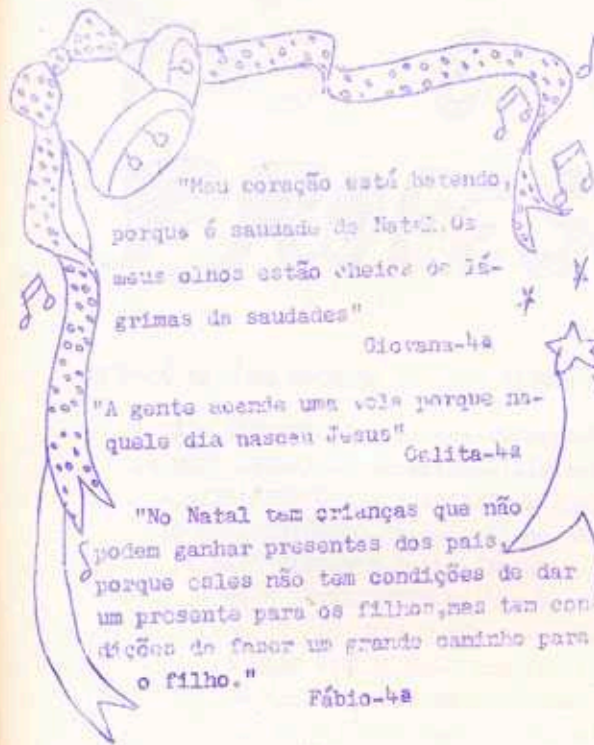 "Meu coração está batendo,
porque é saudade do Natal. Os
meus olhos estão cheios de lá-
grimas de saudades"
Giovana-4ª
"A gente acende uma vela porque na-
quele dia nasceu Jesus"
-4ª
"No Natal tem crianças que não
podem ganhar presentes dos pais,
porque eles não tem condições de dar
um presente para os filhos, mas tem con
dições de fazer um grande caminho para
o filho."
Fábio-4ª